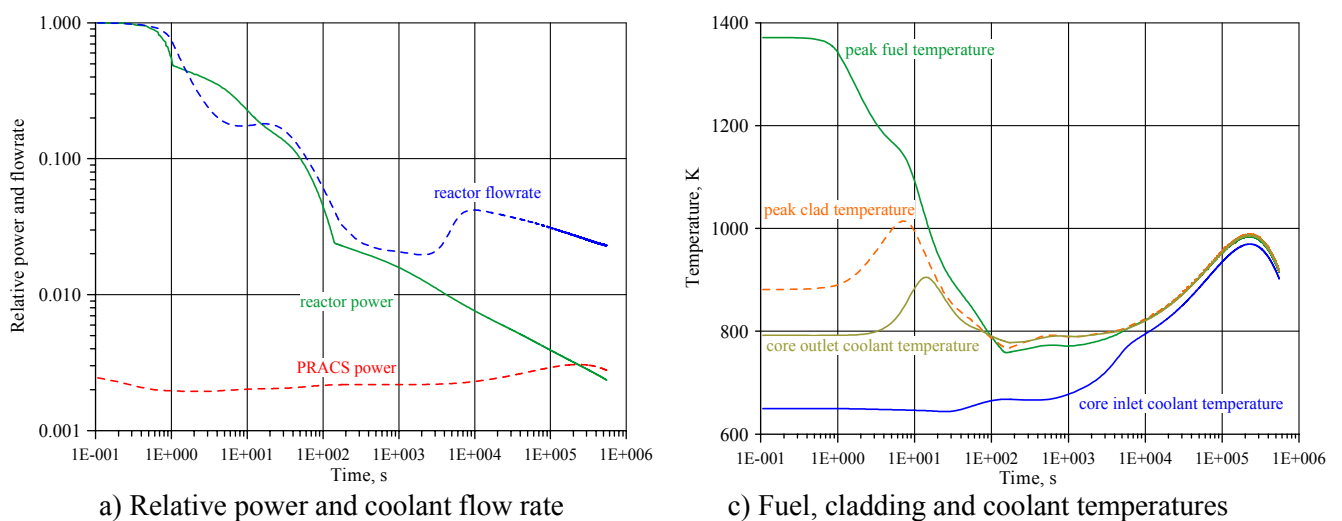 1.000
0.100
0.010
0.001
Relative power and flowrate
reactor flowrate
reactor power
PRACS power
1E-001 1E+000 1E+001 1E+002 1E+003 1E+004 1E+005 1E+006
Time, s
a) Relative power and coolant flow rate
1400
1200
1000
800
600
Temperature, K
peak fuel temperature
peak clad temperature
core outlet coolant temperature
core inlet coolant temperature
1E-001 1E+000 1E+001 1E+002 1E+003 1E+004 1E+005 1E+006
Time, s
c) Fuel, cladding and coolant temperatures